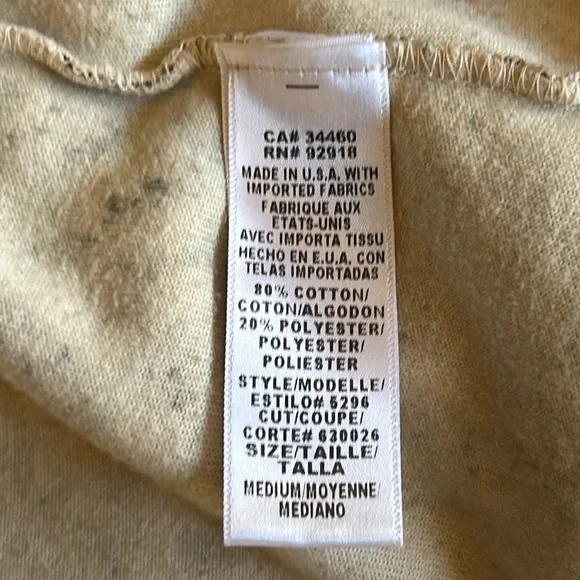 CA# 34460
RN# 92918
MADE IN U.S.A. WITH
IMPORTED FABRICS
FABRIQUE AUX
ETATS-UNIS
AVEC IMPORTA TISSU
HECHO EN E.U.A. CON
TELAS IMPORTADAS
80% COTTON/
COTON/ALGODON
20% POLYESTER/
POLYESTER/
POLIESTER
STYLE/MODELLE/
ESTILO# 5296
CUT/COUPE/
CORTE# 630026
SIZE/TAILLE/
TALLA
MEDIUM/MOYENNE/
MEDIANO